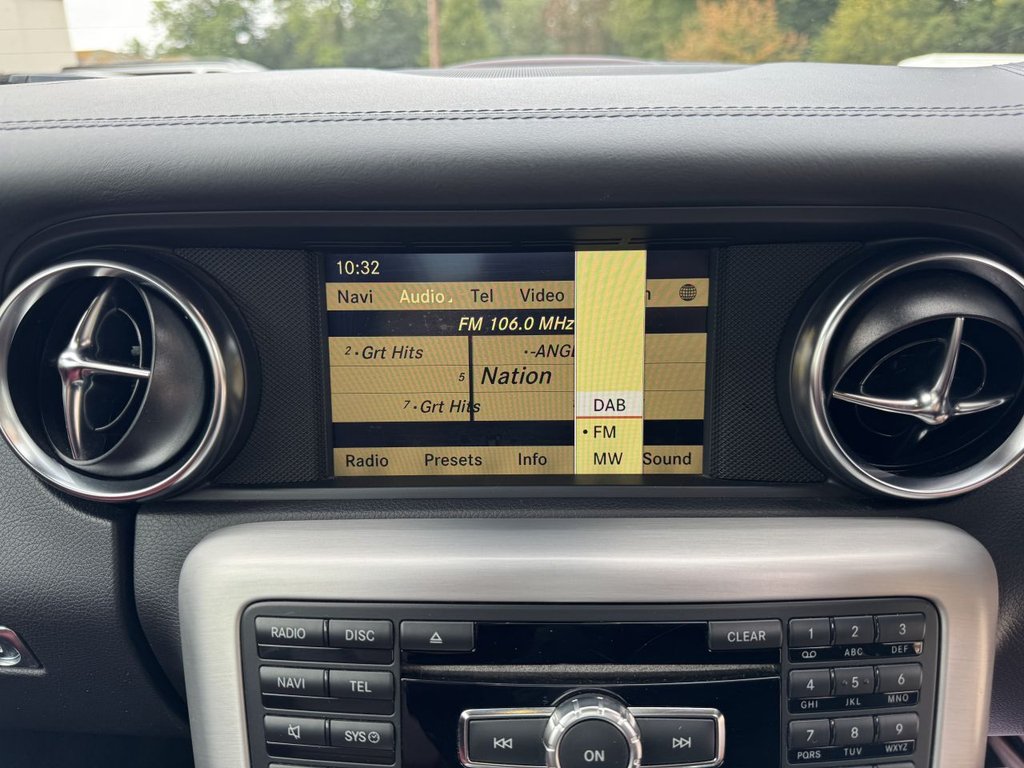 10:32
Navi Audio Tel Video
FM 106.0 MHz
2 • Grt Hits •-ANG
5 Nation
7 • Grt Hits
DAB
• FM
MW
Radio Presets Info Sound
RADIO DISC CLEAR 1 2 ABC 3 DEF
NAVI TEL 4 GHI 5 JKL 6 MNO
SYS ON 7 PQRS 8 TUV 9 WXYZ